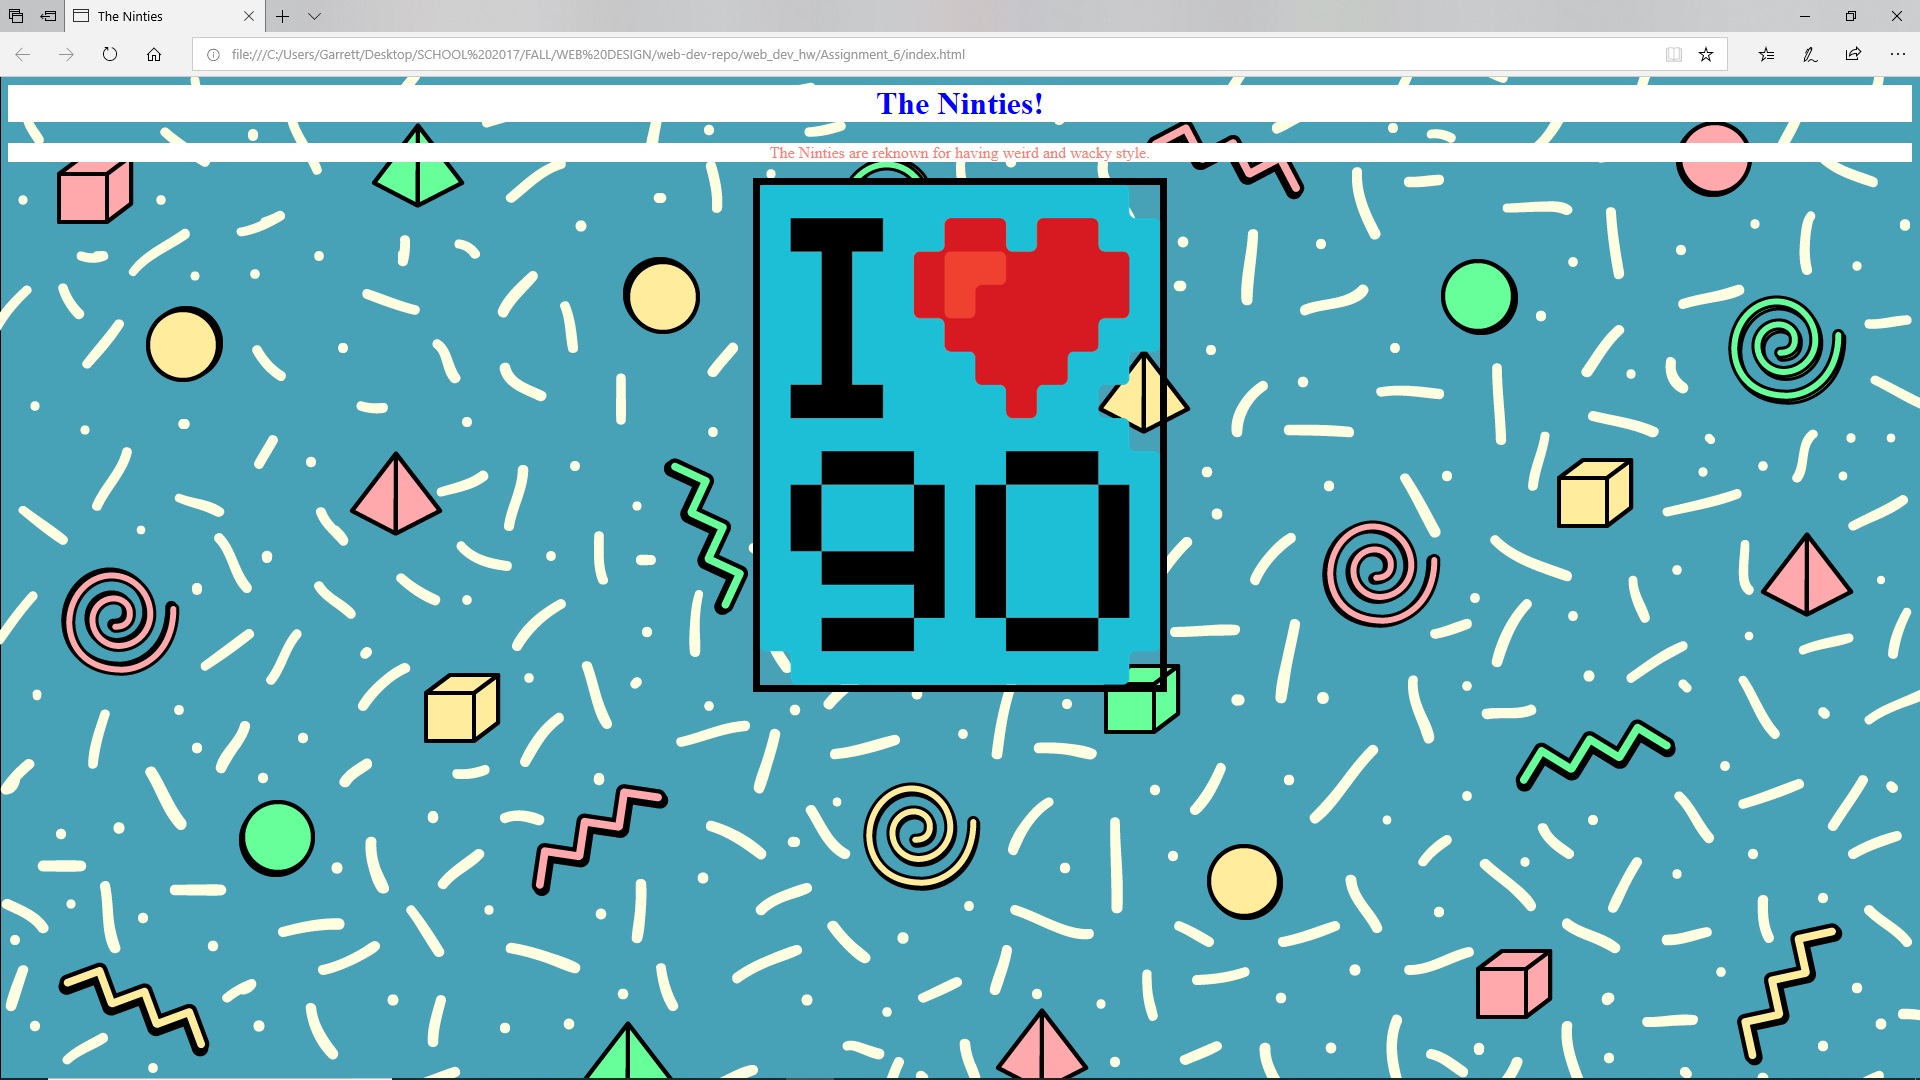 The Ninties
file:///C:/Users/Garrett/Desktop/SCHOOL%202017/FALL/WEB%20DESIGN/web-dev-repo/web_dev_hw/Assignment_6/index.html
The Ninties!
The Ninties are reknown for having weird and wacky style.
I
90